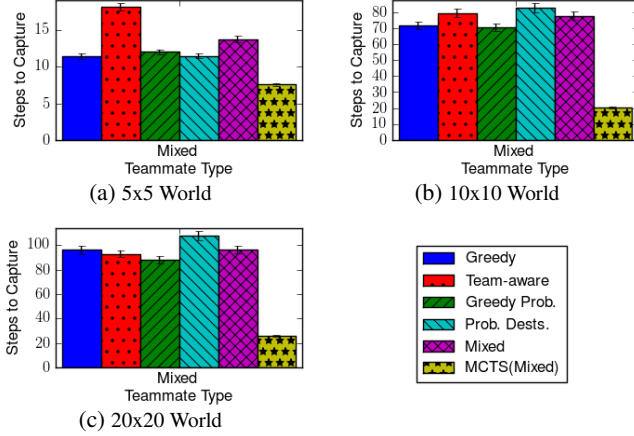 Steps to Capture
15
10
5
0
Mixed
Teammate Type
(a) 5x5 World
Steps to Capture
80
70
60
50
40
30
20
10
0
Mixed
Teammate Type
(b) 10x10 World
Steps to Capture
100
80
60
40
20
0
Mixed
Teammate Type
(c) 20x20 World
Greedy
Team-aware
Greedy Prob.
Prob. Dests.
Mixed
MCTS(Mixed)